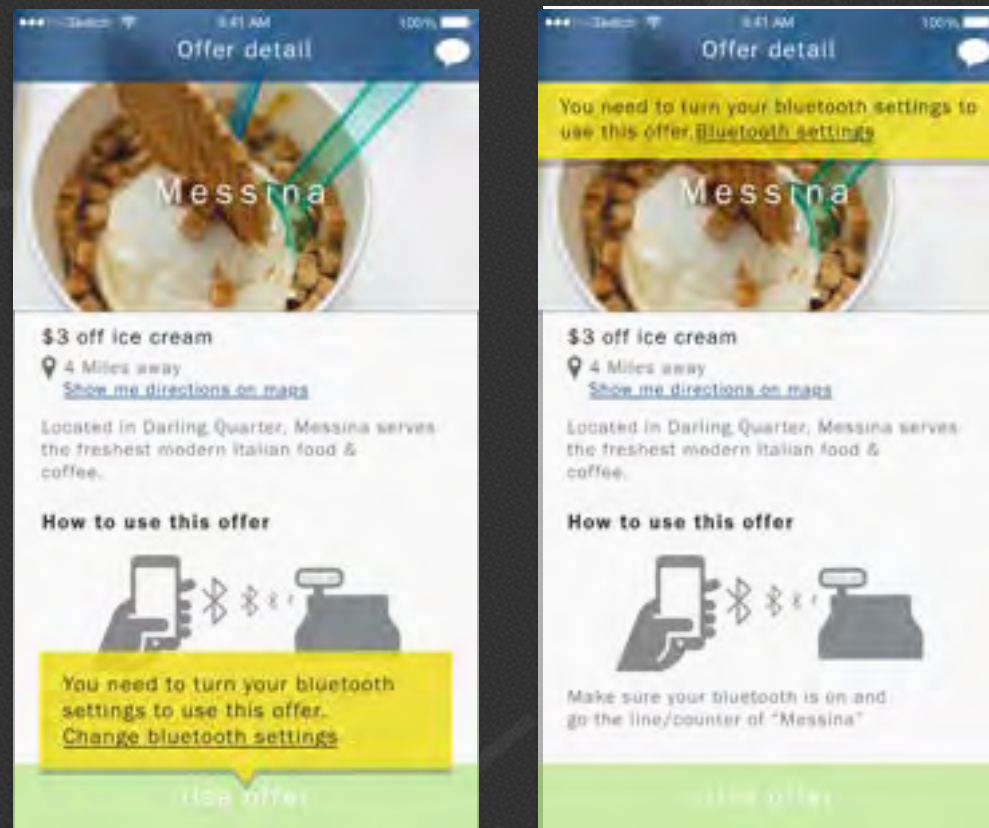 Sketch 9:41 AM 100%
Offer detail
Messina
$3 off ice cream
4 Miles away
Show me directions on maps
Located in Darling Quarter, Messina serves
the freshest modern Italian food &
coffee.
How to use this offer
You need to turn your bluetooth
settings to use this offer.
Change bluetooth settings
Use offer
Sketch 9:41 AM 100%
Offer detail
You need to turn your bluetooth settings to
use this offer.Bluetooth settings
Messina
$3 off ice cream
4 Miles away
Show me directions on maps
Located in Darling Quarter, Messina serves
the freshest modern Italian food &
coffee.
How to use this offer
Make sure your bluetooth is on and
go the line/counter of "Messina"
Use offer